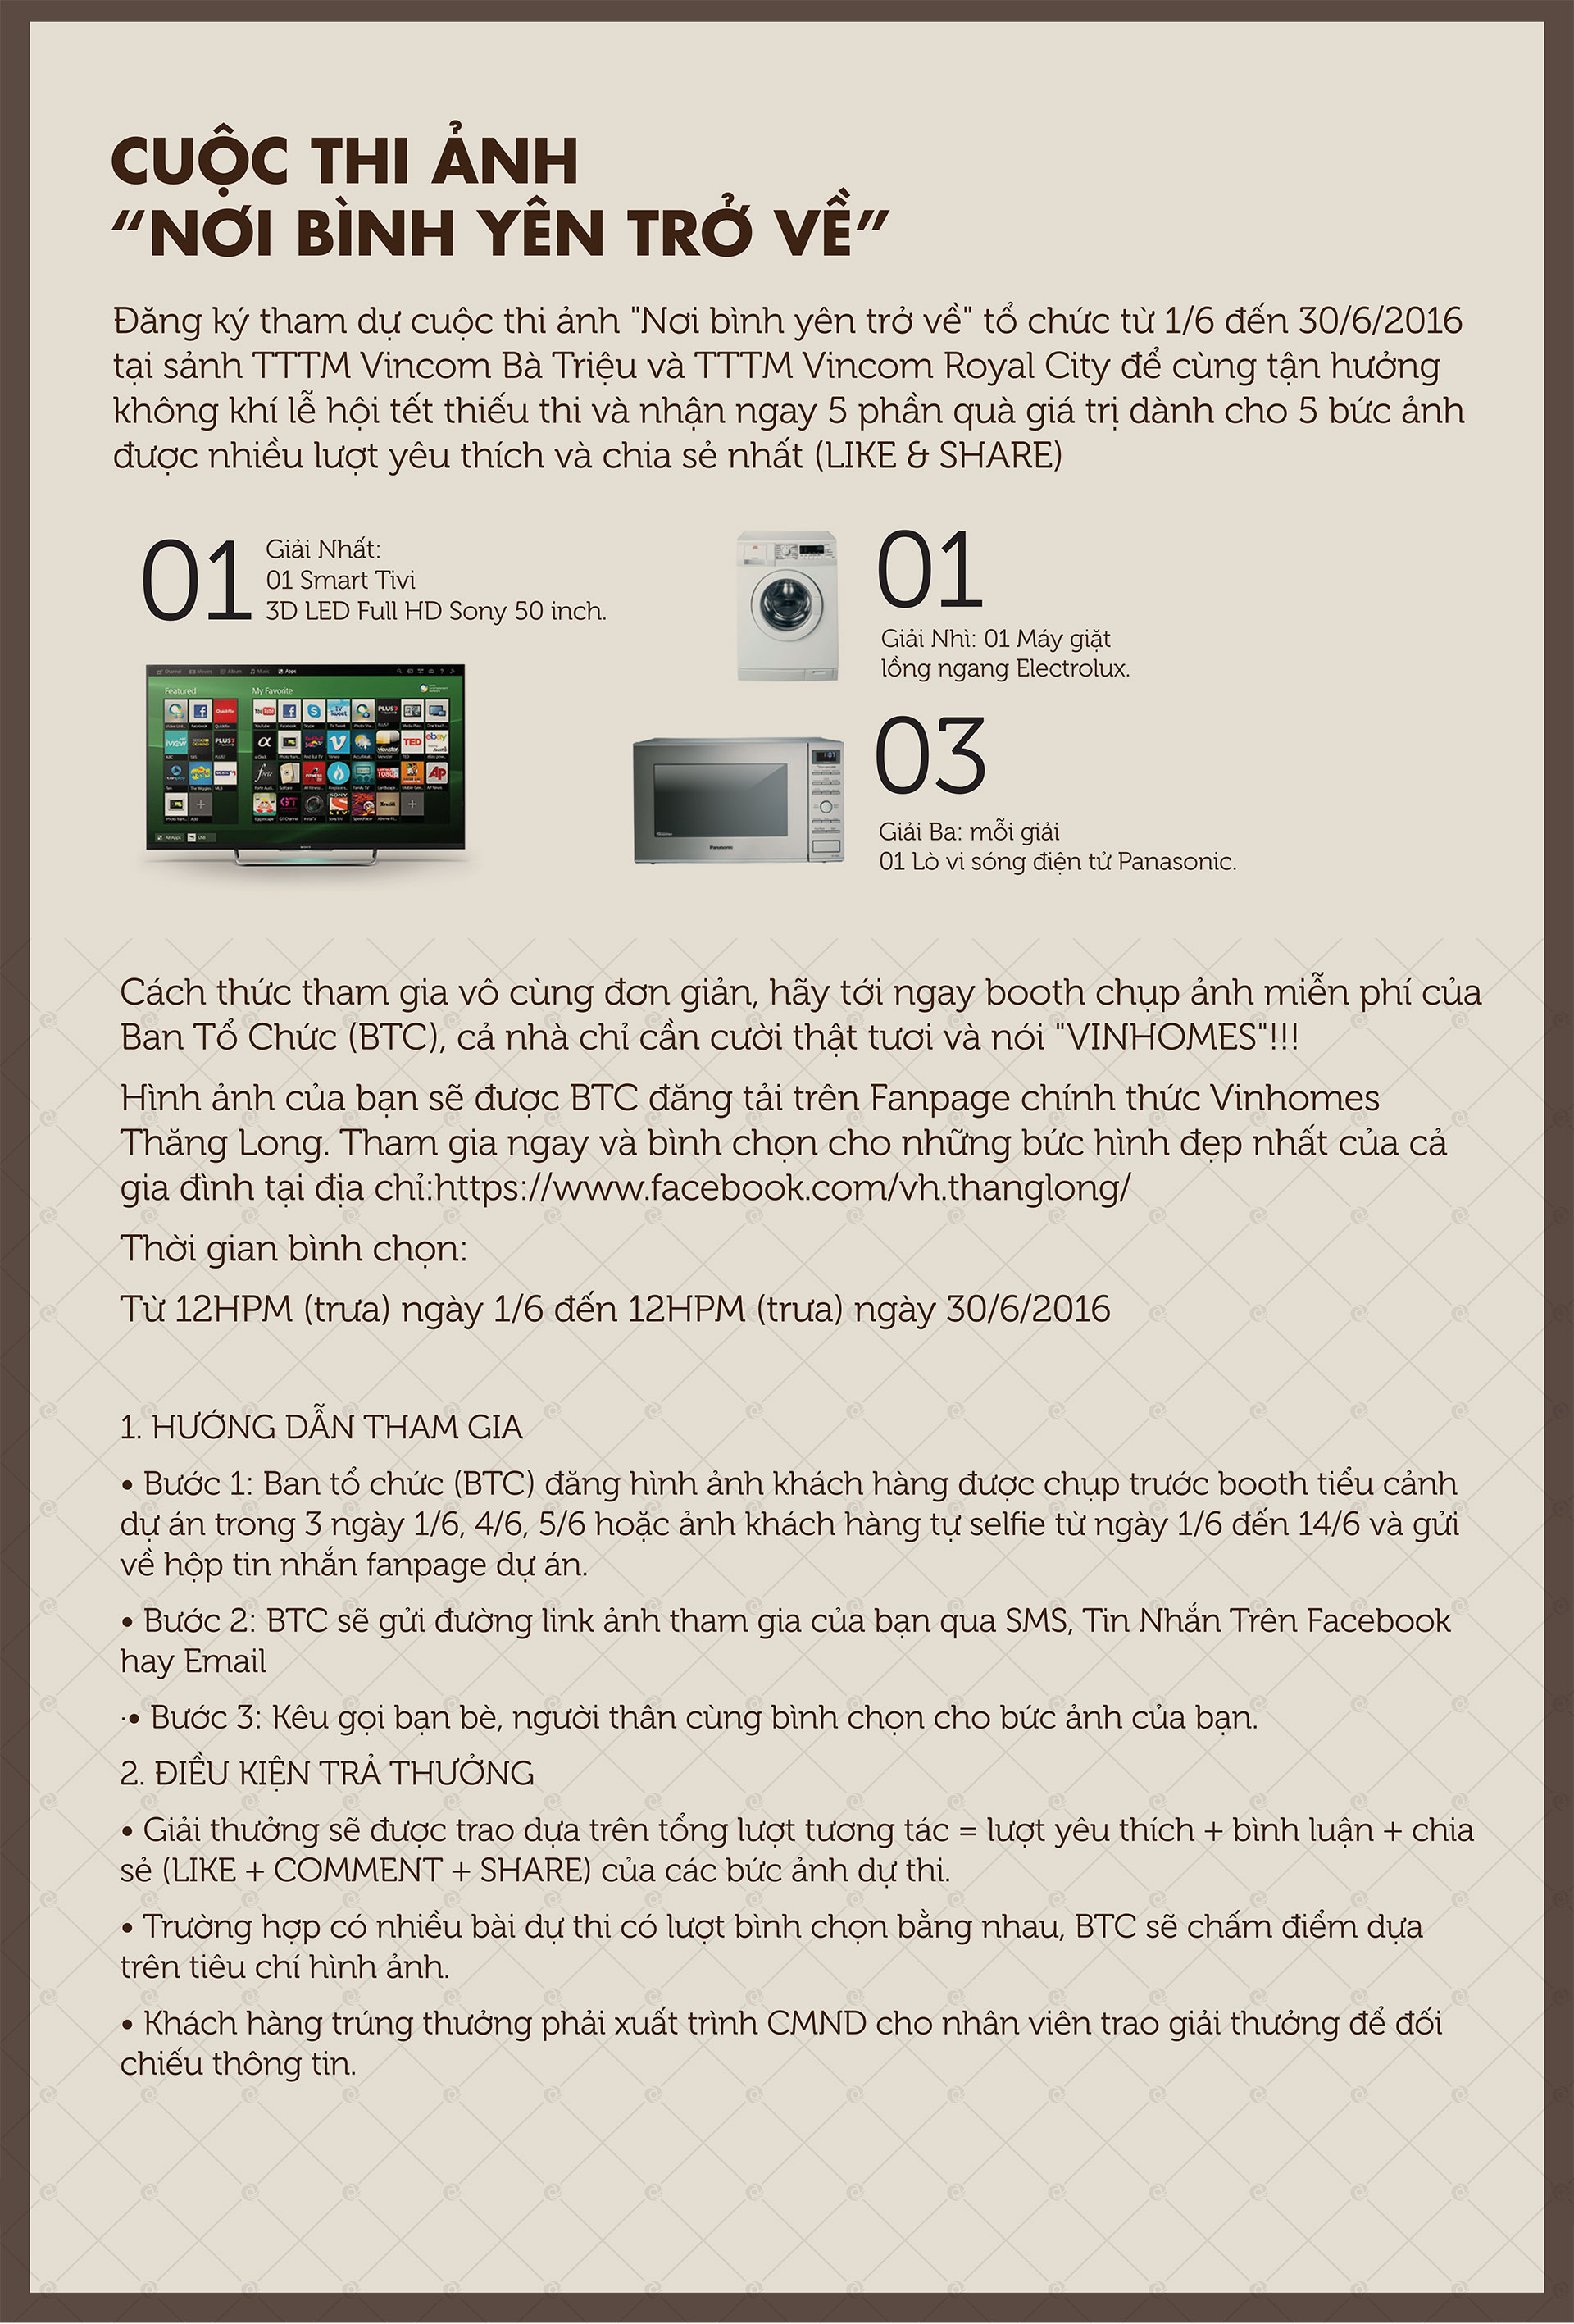 CUỘC THI ẢNH
“NƠI BÌNH YÊN TRỞ VỀ”
Đăng ký tham dự cuộc thi ảnh "Nơi bình yên trở về" tổ chức từ 1/6 đến 30/6/2016
tại sảnh TTTM Vincom Bà Triệu và TTTM Vincom Royal City để cùng tận hưởng
không khí lễ hội tết thiếu thi và nhận ngay 5 phần quà giá trị dành cho 5 bức ảnh
được nhiều lượt yêu thích và chia sẻ nhất (LIKE & SHARE)
01
Giải Nhất:
01 Smart Tivi
3D LED Full HD Sony 50 inch.
01
Giải Nhì: 01 Máy giặt
lồng ngang Electrolux.
Featured
My Favorite
03
Giải Ba: mỗi giải
01 Lò vi sóng điện tử Panasonic.
Panasonic
Cách thức tham gia vô cùng đơn giản, hãy tới ngay booth chụp ảnh miễn phí của
Ban Tổ Chức (BTC), cả nhà chỉ cần cười thật tươi và nói "VINHOMES"!!!
Hình ảnh của bạn sẽ được BTC đăng tải trên Fanpage chính thức Vinhomes
Thăng Long. Tham gia ngay và bình chọn cho những bức hình đẹp nhất của cả
gia đình tại địa chỉ:https://www.facebook.com/vh.thanglong/
Thời gian bình chọn:
Từ 12HPM (trưa) ngày 1/6 đến 12HPM (trưa) ngày 30/6/2016
1. HƯỚNG DẪN THAM GIA
• Bước 1: Ban tổ chức (BTC) đăng hình ảnh khách hàng được chụp trước booth tiểu cảnh
dự án trong 3 ngày 1/6, 4/6, 5/6 hoặc ảnh khách hàng tự selfie từ ngày 1/6 đến 14/6 và gửi
về hộp tin nhắn fanpage dự án.
• Bước 2: BTC sẽ gửi đường link ảnh tham gia của bạn qua SMS, Tin Nhắn Trên Facebook
hay Email
·• Bước 3: Kêu gọi bạn bè, người thân cùng bình chọn cho bức ảnh của bạn.
2. ĐIỀU KIỆN TRẢ THƯỞNG
• Giải thưởng sẽ được trao dựa trên tổng lượt tương tác = lượt yêu thích + bình luận + chia
sẻ (LIKE + COMMENT + SHARE) của các bức ảnh dự thi.
• Trường hợp có nhiều bài dự thi có lượt bình chọn bằng nhau, BTC sẽ chấm điểm dựa
trên tiêu chí hình ảnh.
• Khách hàng trúng thưởng phải xuất trình CMND cho nhân viên trao giải thưởng để đối
chiếu thông tin.